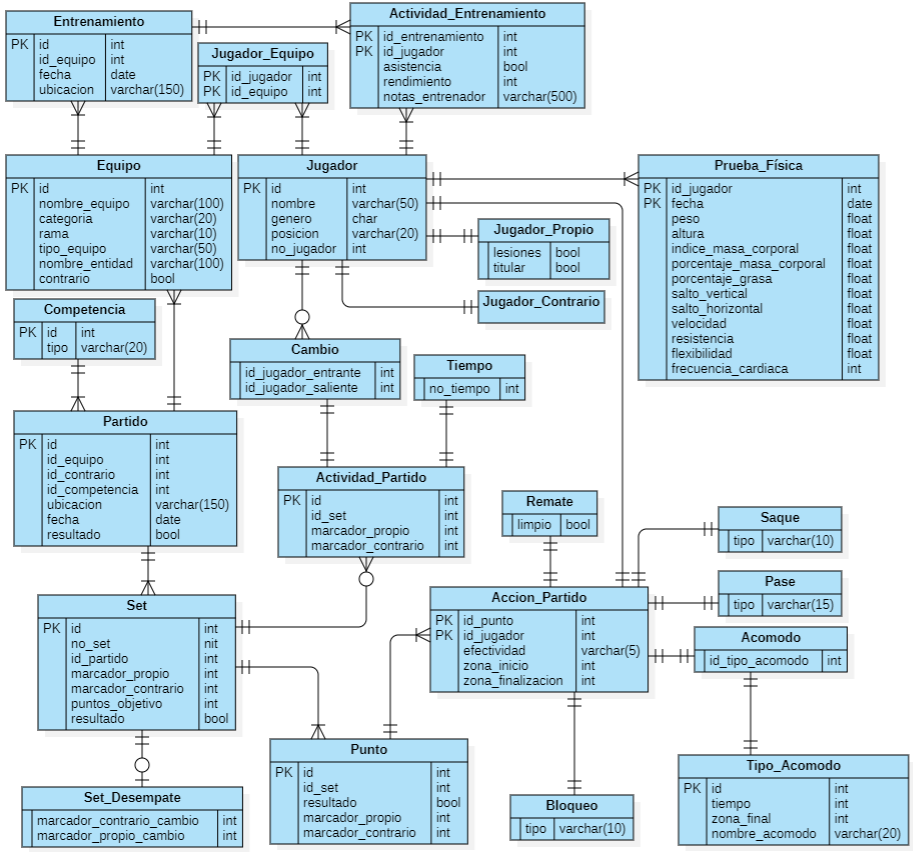 Entrenamiento
PK id int
id_equipo int
fecha date
ubicacion varchar(150)
Jugador_Equipo
PK id_jugador int
PK id_equipo int
Actividad_Entrenamiento
PK id_entrenamiento int
PK id_jugador int
asistencia bool
rendimiento int
notas_entrenador varchar(500)
Equipo
PK id int
nombre_equipo varchar(100)
categoria varchar(20)
rama varchar(10)
tipo_equipo varchar(50)
nombre_entidad varchar(100)
contrario bool
Jugador
PK id int
nombre varchar(50)
genero char
posicion varchar(20)
no_jugador int
Prueba_Física
PK id_jugador int
PK fecha date
peso float
altura float
indice_masa_corporal float
porcentaje_masa_corporal float
porcentaje_grasa float
salto_vertical float
salto_horizontal float
velocidad float
resistencia float
flexibilidad float
frecuencia_cardiaca int
Jugador_Propio
lesiones bool
titular bool
Jugador_Contrario
Competencia
PK id int
tipo varchar(20)
Cambio
id_jugador_entrante int
id_jugador_saliente int
Tiempo
no_tiempo int
Partido
PK id int
id_equipo int
id_contrario int
id_competencia int
ubicacion varchar(150)
fecha date
resultado bool
Actividad_Partido
PK id int
id_set int
marcador_propio int
marcador_contrario int
Remate
limpio bool
Saque
tipo varchar(10)
Pase
tipo varchar(15)
Set
PK id int
no_set nit
id_partido int
marcador_propio int
marcador_contrario int
puntos_objetivo int
resultado bool
Accion_Partido
PK id_punto int
PK id_jugador int
efectividad varchar(5)
zona_inicio int
zona_finalizacion int
Acomodo
id_tipo_acomodo int
Punto
PK id int
id_set int
resultado bool
marcador_propio int
marcador_contrario int
Set_Desempate
marcador_contrario_cambio int
marcador_propio_cambio int
Bloqueo
tipo varchar(10)
Tipo_Acomodo
PK id int
tiempo int
zona_final int
nombre_acomodo varchar(20)